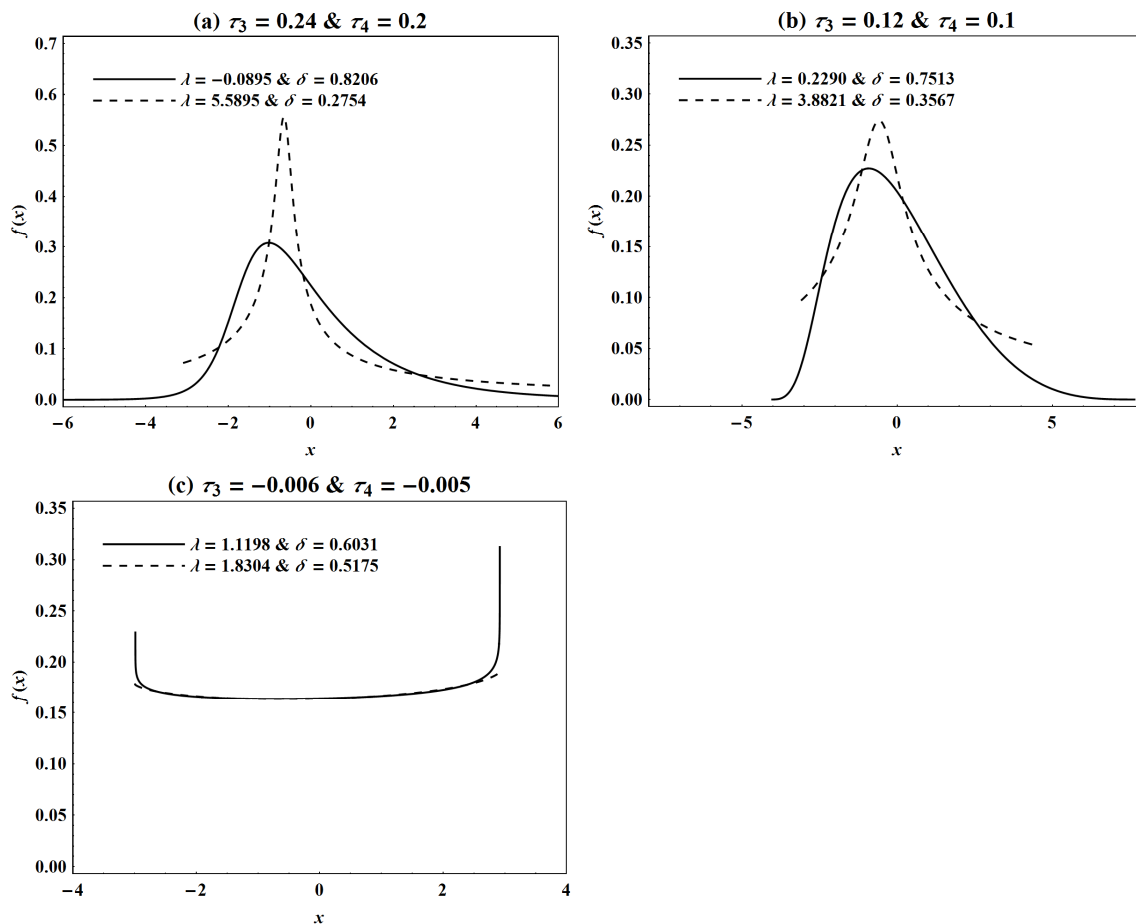 (a) τ₃ = 0.24 & τ₄ = 0.2
0.7
0.6
0.5
0.4
0.3
0.2
0.1
0.0
f(x)
λ = −0.0895 & δ = 0.8206
λ = 5.5895 & δ = 0.2754
−6
−4
−2
0
2
4
6
x
(b) τ₃ = 0.12 & τ₄ = 0.1
0.35
0.30
0.25
0.20
0.15
0.10
0.05
0.00
f(x)
λ = 0.2290 & δ = 0.7513
λ = 3.8821 & δ = 0.3567
−5
0
5
x
(c) τ₃ = −0.006 & τ₄ = −0.005
0.35
0.30
0.25
0.20
0.15
0.10
0.05
0.00
f(x)
λ = 1.1198 & δ = 0.6031
λ = 1.8304 & δ = 0.5175
−4
−2
0
2
4
x